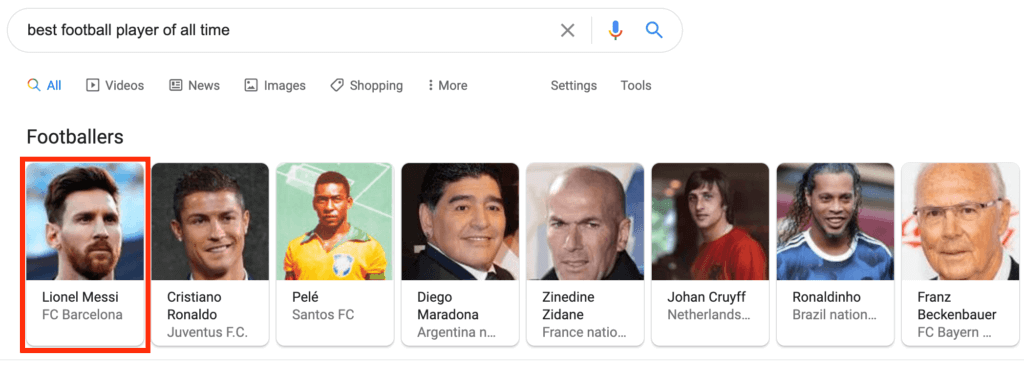 best football player of all time
All Videos News Images Shopping More Settings Tools
Footballers
Lionel Messi
FC Barcelona
Cristiano
Ronaldo
Juventus F.C.
Pelé
Santos FC
Diego
Maradona
Argentina n...
Zinedine
Zidane
France natio...
Johan Cruyff
Netherlands...
Ronaldinho
Brazil nation...
Franz
Beckenbauer
FC Bayern ...